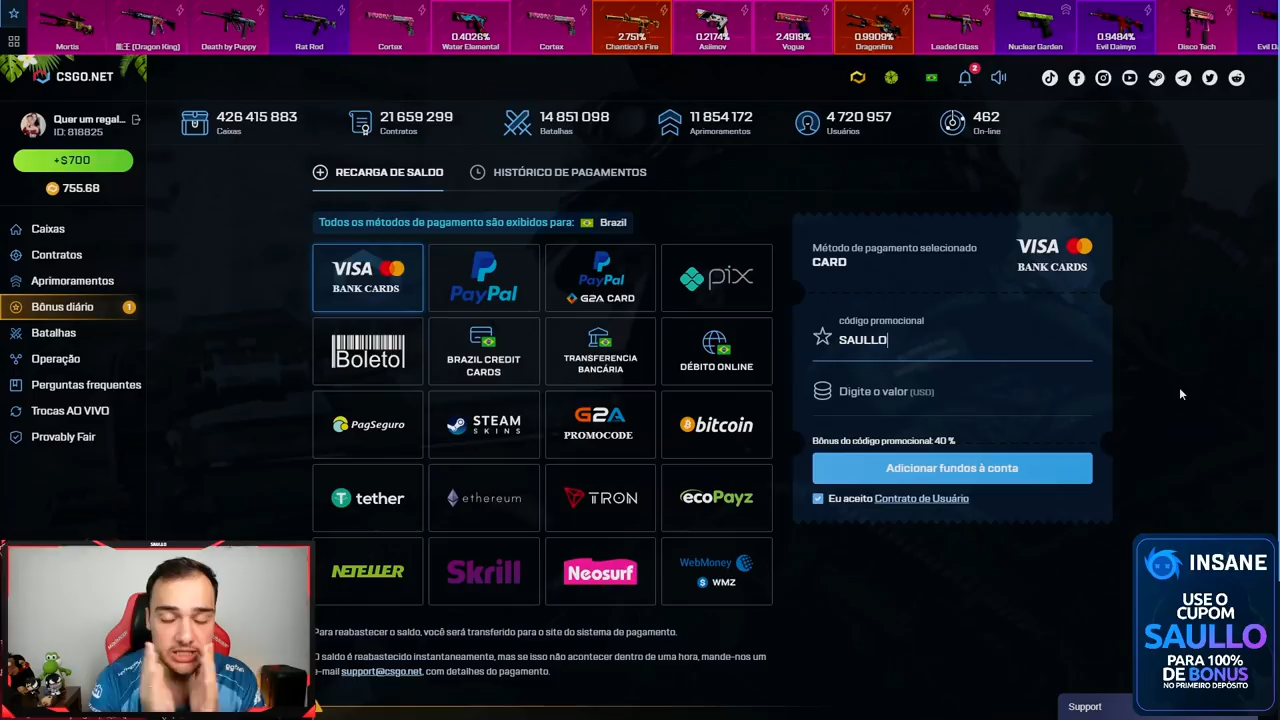 Mortis
龍王 (Dragon King)
Death by Puppy
Rat Rod
Cortex
0.4026%
Water Elemental
Cortex
2.751%
Chantico's Fire
0.2174%
Asiimov
2.4919%
Vogue
0.9909%
Dragonfire
Leaded Glass
Nuclear Garden
0.9484%
Evil Daimyo
Disco Tech
Evil D
CSGO.NET
2
Quer um regal...
ID: 818825
+$700
755.68
426 415 883
Caixas
21 659 299
Contratos
14 851 098
Batalhas
11 854 172
Aprimoramentos
4 720 957
Usuários
462
On-line
Caixas
Contratos
Aprimoramentos
Bônus diário
1
Batalhas
Operação
Perguntas frequentes
Trocas AO VIVO
Provably Fair
RECARGA DE SALDO
HISTÓRICO DE PAGAMENTOS
Todos os métodos de pagamento são exibidos para: Brazil
VISA
BANK CARDS
PayPal
PayPal
G2A CARD
pix
Boleto
BRAZIL CREDIT
CARDS
TRANSFERENCIA
BANCÁRIA
DÉBITO ONLINE
PagSeguro
STEAM
SKINS
G2A
PROMOCODE
bitcoin
tether
ethereum
TRON
ecoPayz
NETELLER
Skrill
Neosurf
WebMoney
WMZ
Para reabastecer o saldo, você será transferido para o site do sistema de pagamento.
O saldo é reabastecido instantaneamente, mas se isso não acontecer dentro de uma hora, mande-nos um
e-mail support@csgo.net, com detalhes do pagamento.
Método de pagamento selecionado
CARD
VISA
BANK CARDS
código promocional
SAULLO
Digite o valor (USD)
Bônus do código promocional: 40 %
Adicionar fundos à conta
Eu aceito Contrato de Usuário
SAULLO
INSANE
USE O
CUPOM
SAULLO
PARA 100%
DE BONUS
NO PRIMEIRO DEPÓSITO
Support